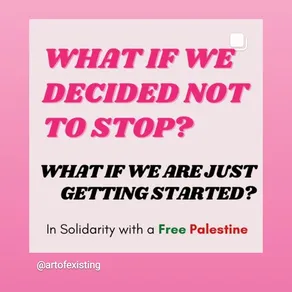 WHAT IF WE
DECIDED NOT
TO STOP?
WHAT IF WE ARE JUST
GETTING STARTED?
In Solidarity with a Free Palestine
@artofexisting